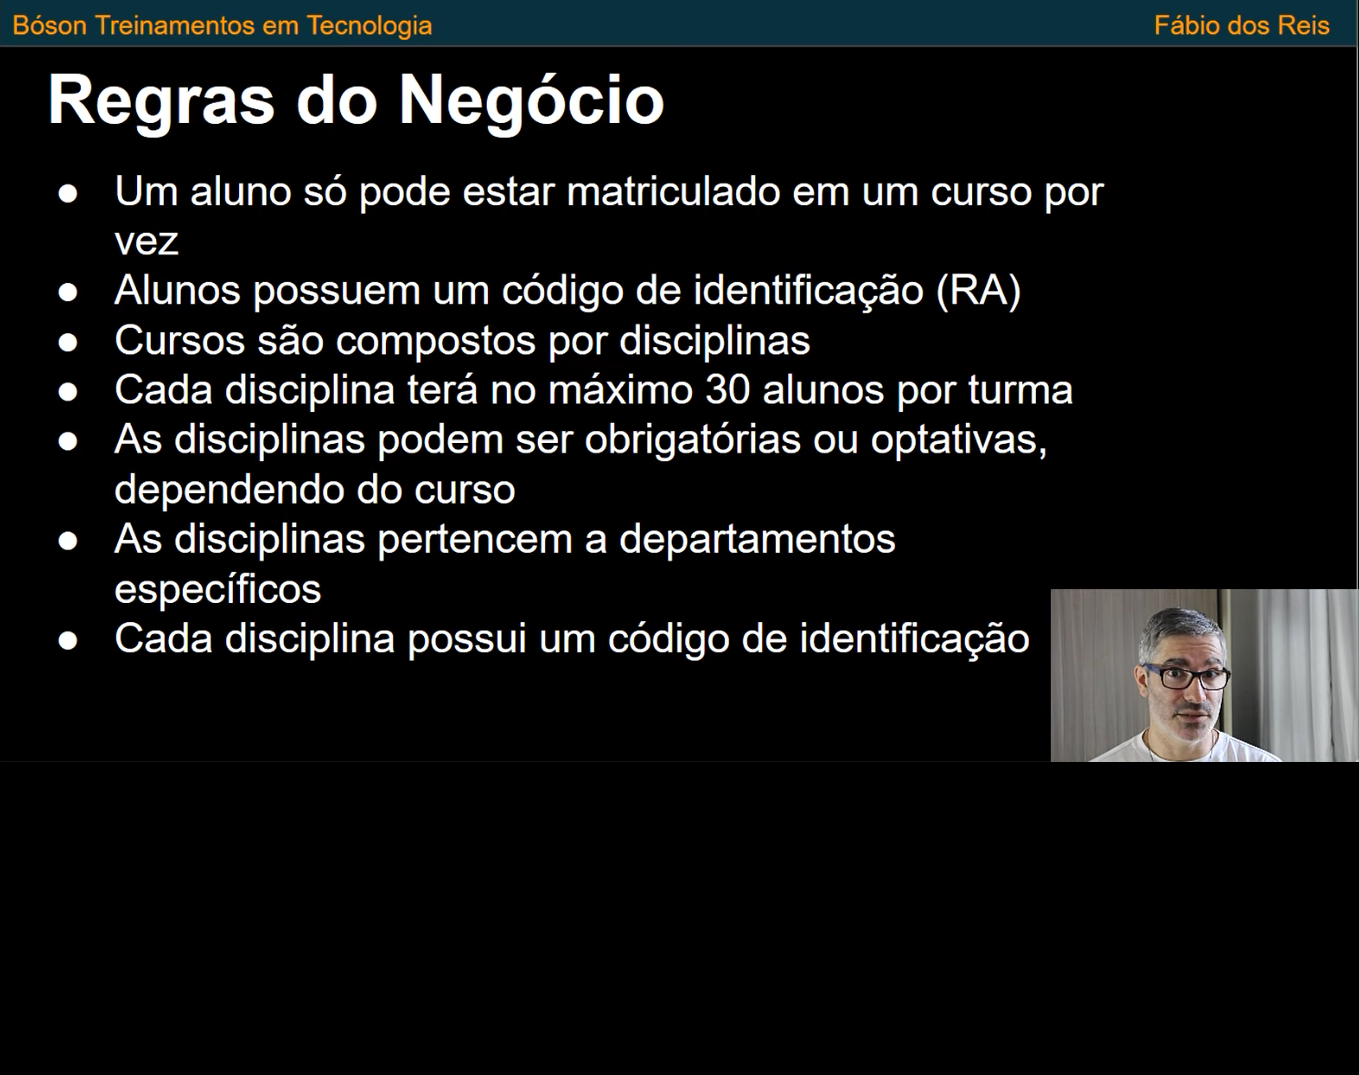 Bóson Treinamentos em Tecnologia
Fábio dos Reis
Regras do Negócio
● Um aluno só pode estar matriculado em um curso por
vez
● Alunos possuem um código de identificação (RA)
● Cursos são compostos por disciplinas
● Cada disciplina terá no máximo 30 alunos por turma
● As disciplinas podem ser obrigatórias ou optativas,
dependendo do curso
● As disciplinas pertencem a departamentos
específicos
● Cada disciplina possui um código de identificação